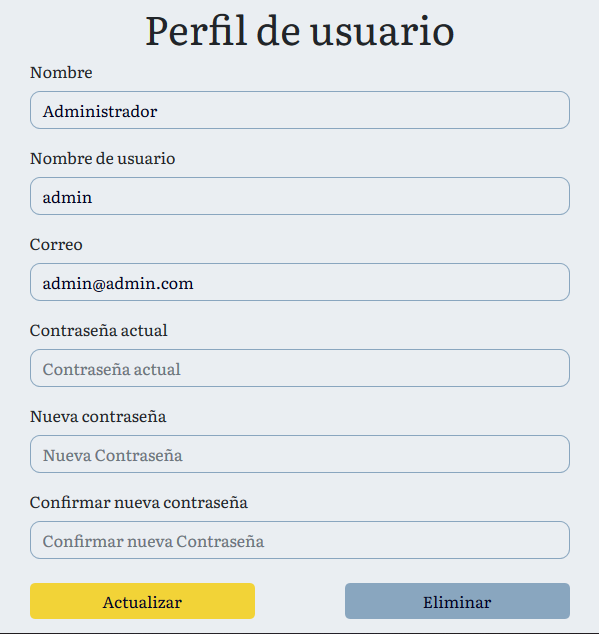 Perfil de usuario
Nombre
Administrador
Nombre de usuario
admin
Correo
admin@admin.com
Contraseña actual
Contraseña actual
Nueva contraseña
Nueva Contraseña
Confirmar nueva contraseña
Confirmar nueva Contraseña
Actualizar
Eliminar